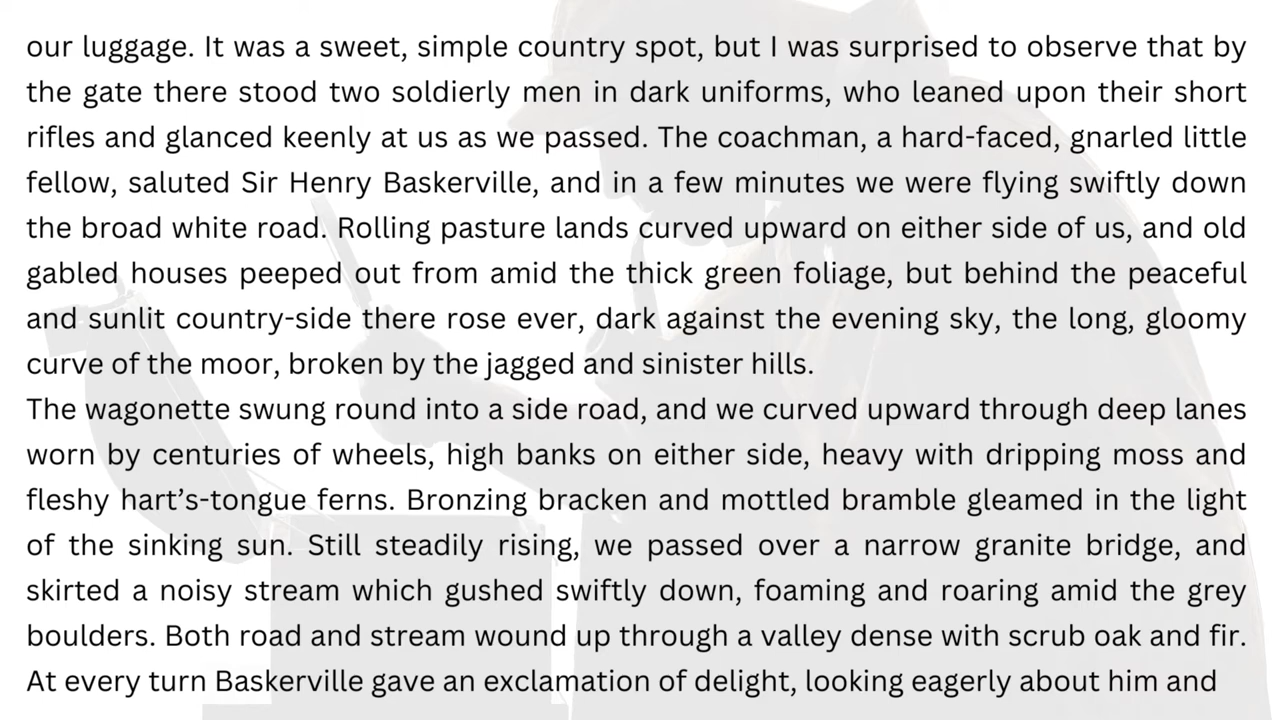 our luggage. It was a sweet, simple country spot, but I was surprised to observe that by
the gate there stood two soldierly men in dark uniforms, who leaned upon their short
rifles and glanced keenly at us as we passed. The coachman, a hard-faced, gnarled little
fellow, saluted Sir Henry Baskerville, and in a few minutes we were flying swiftly down
the broad white road. Rolling pasture lands curved upward on either side of us, and old
gabled houses peeped out from amid the thick green foliage, but behind the peaceful
and sunlit country-side there rose ever, dark against the evening sky, the long, gloomy
curve of the moor, broken by the jagged and sinister hills.
The wagonette swung round into a side road, and we curved upward through deep lanes
worn by centuries of wheels, high banks on either side, heavy with dripping moss and
fleshy hart’s-tongue ferns. Bronzing bracken and mottled bramble gleamed in the light
of the sinking sun. Still steadily rising, we passed over a narrow granite bridge, and
skirted a noisy stream which gushed swiftly down, foaming and roaring amid the grey
boulders. Both road and stream wound up through a valley dense with scrub oak and fir.
At every turn Baskerville gave an exclamation of delight, looking eagerly about him and